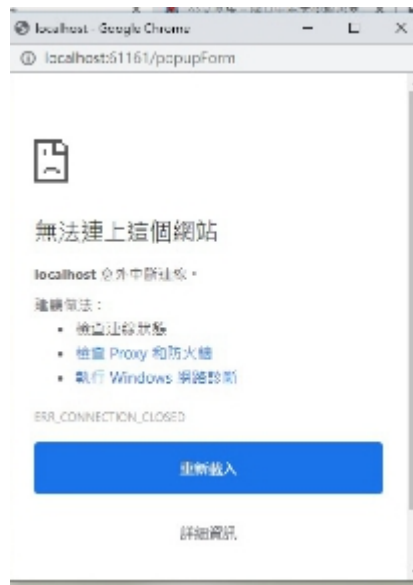 localhost - Google Chrome
localhost:61161/popupForm
無法連上這個網站
localhost 意外中斷連線。
建議做法：
檢查連線狀態
檢查 Proxy 和防火牆
執行 Windows 網路診斷
ERR_CONNECTION_CLOSED
重新載入
詳細資訊